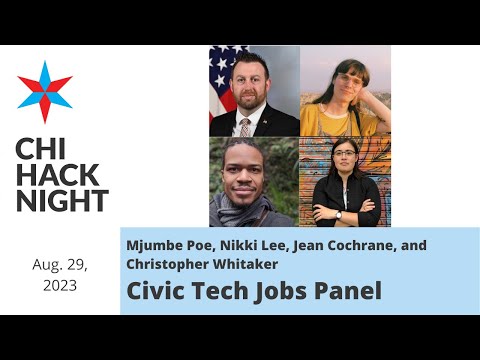 CHI
HACK
NIGHT
Aug. 29,
2023
Mjumbe Poe, Nikki Lee, Jean Cochrane, and
Christopher Whitaker
Civic Tech Jobs Panel